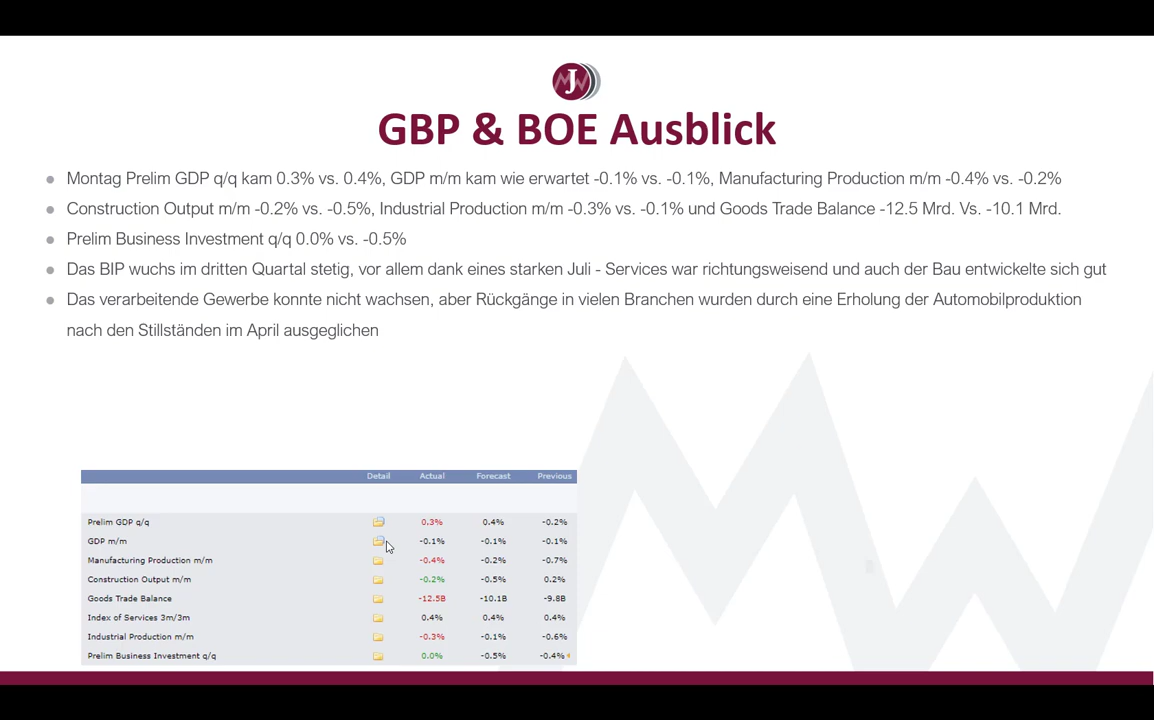 J
GBP & BOE Ausblick
Montag Prelim GDP q/q kam 0.3% vs. 0.4%, GDP m/m kam wie erwartet -0.1% vs. -0.1%, Manufacturing Production m/m -0.4% vs. -0.2%
Construction Output m/m -0.2% vs. -0.5%, Industrial Production m/m -0.3% vs. -0.1% und Goods Trade Balance -12.5 Mrd. Vs. -10.1 Mrd.
Prelim Business Investment q/q 0.0% vs. -0.5%
Das BIP wuchs im dritten Quartal stetig, vor allem dank eines starken Juli - Services war richtungsweisend und auch der Bau entwickelte sich gut
Das verarbeitende Gewerbe konnte nicht wachsen, aber Rückgänge in vielen Branchen wurden durch eine Erholung der Automobilproduktion
nach den Stillständen im April ausgeglichen
Detail Actual Forecast Previous
Prelim GDP q/q 0.3% 0.4% -0.2%
GDP m/m -0.1% -0.1% -0.1%
Manufacturing Production m/m -0.4% -0.2% -0.7%
Construction Output m/m -0.2% -0.5% 0.2%
Goods Trade Balance -12.5B -10.1B -9.8B
Index of Services 3m/3m 0.4% 0.4% 0.4%
Industrial Production m/m -0.3% -0.1% -0.6%
Prelim Business Investment q/q 0.0% -0.5% -0.4%